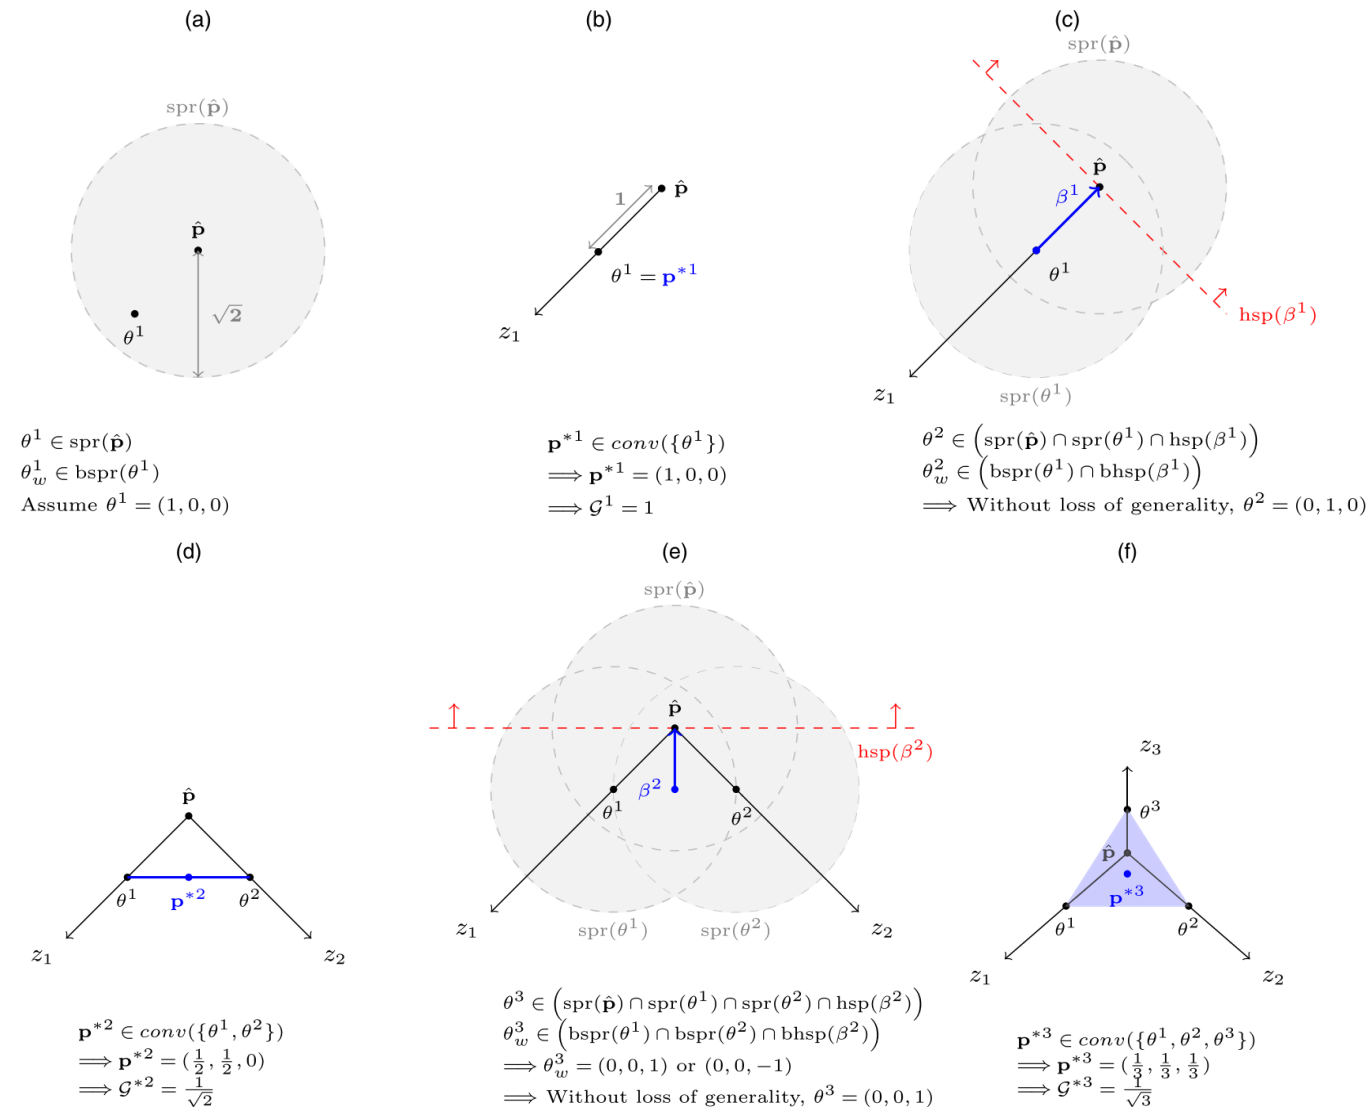 (a)
spr(p̂)
p̂
√2
θ¹
θ¹ ∈ spr(p̂)
θ¹_w ∈ bspr(θ¹)
Assume θ¹ = (1, 0, 0)
(b)
p̂
1
θ¹ = p*¹
z₁
p*¹ ∈ conv({θ¹})
⟹ p*¹ = (1, 0, 0)
⟹ 𝒢¹ = 1
(c)
spr(p̂)
p̂
β¹
θ¹
hsp(β¹)
z₁
spr(θ¹)
θ² ∈ (spr(p̂) ∩ spr(θ¹) ∩ hsp(β¹))
θ²_w ∈ (bspr(θ¹) ∩ bhsp(β¹))
⟹ Without loss of generality, θ² = (0, 1, 0)
(d)
p̂
θ¹
p*²
θ²
z₁
z₂
p*² ∈ conv({θ¹, θ²})
⟹ p*² = (1/2, 1/2, 0)
⟹ 𝒢*² = 1/√2
(e)
spr(p̂)
p̂
hsp(β²)
β²
θ¹
θ²
z₁
spr(θ¹)
spr(θ²)
z₂
θ³ ∈ (spr(p̂) ∩ spr(θ¹) ∩ spr(θ²) ∩ hsp(β²))
θ³_w ∈ (bspr(θ¹) ∩ bspr(θ²) ∩ bhsp(β²))
⟹ θ³_w = (0, 0, 1) or (0, 0, −1)
⟹ Without loss of generality, θ³ = (0, 0, 1)
(f)
z₃
θ³
p̂
p*³
θ¹
θ²
z₁
z₂
p*³ ∈ conv({θ¹, θ², θ³})
⟹ p*³ = (1/3, 1/3, 1/3)
⟹ 𝒢*³ = 1/√3